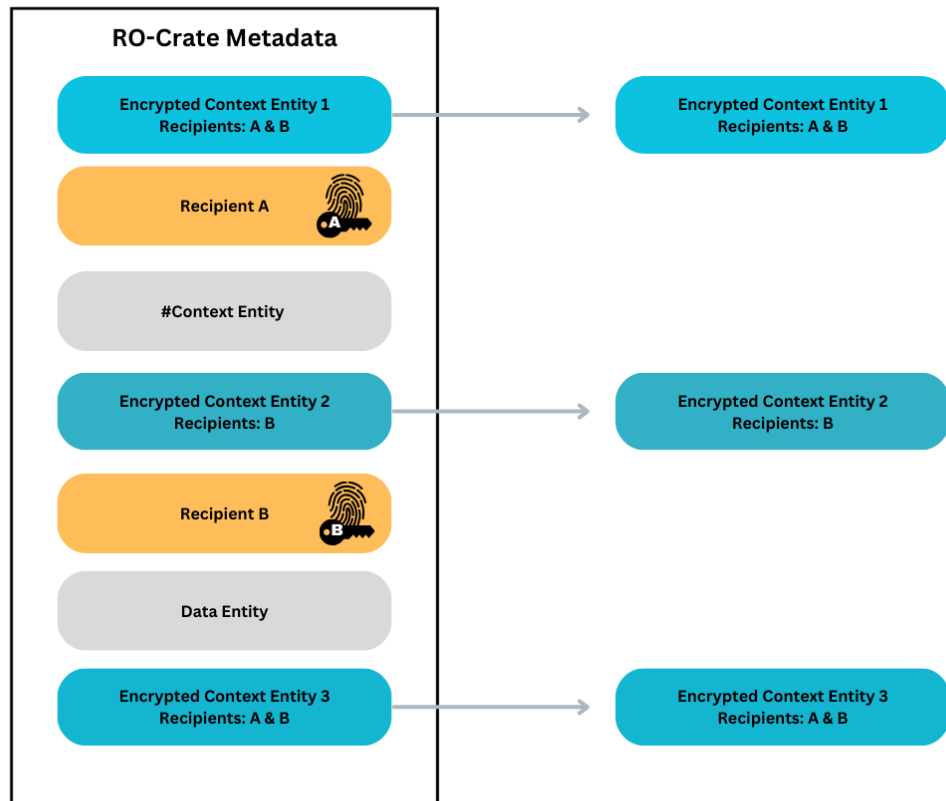 RO-Crate Metadata
Encrypted Context Entity 1
Recipients: A & B
Encrypted Context Entity 1
Recipients: A & B
Recipient A
A
#Context Entity
Encrypted Context Entity 2
Recipients: B
Encrypted Context Entity 2
Recipients: B
Recipient B
B
Data Entity
Encrypted Context Entity 3
Recipients: A & B
Encrypted Context Entity 3
Recipients: A & B